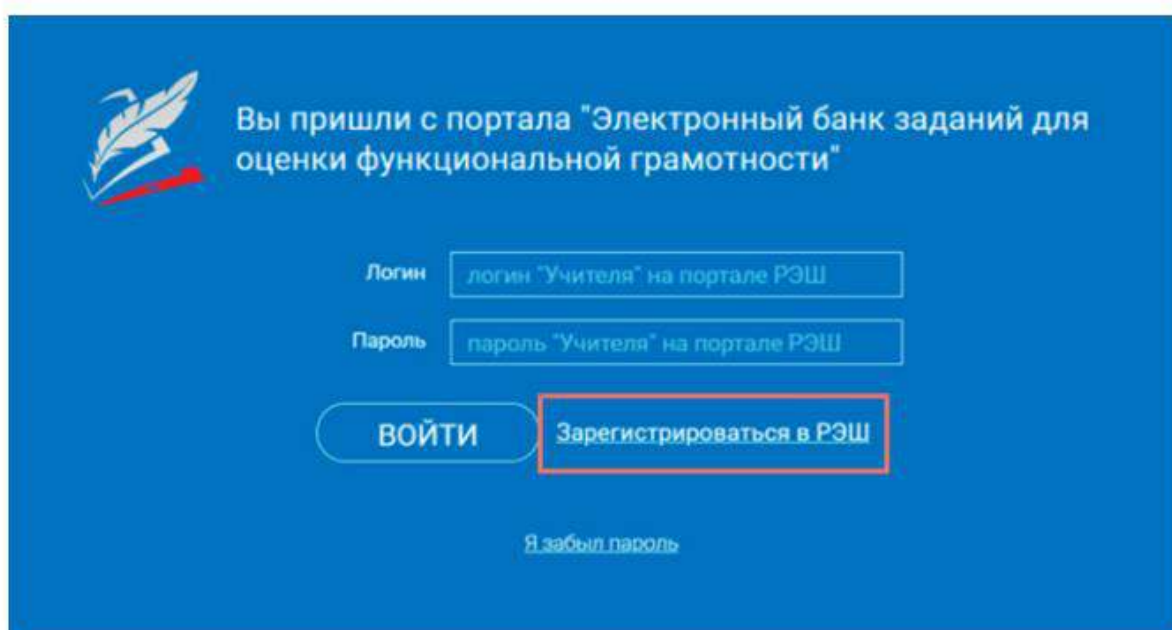 Вы пришли с портала "Электронный банк заданий для
оценки функциональной грамотности"
Логин
логин "Учителя" на портале РЭШ
Пароль
пароль "Учителя" на портале РЭШ
ВОЙТИ
Зарегистрироваться в РЭШ
Я забыл пароль